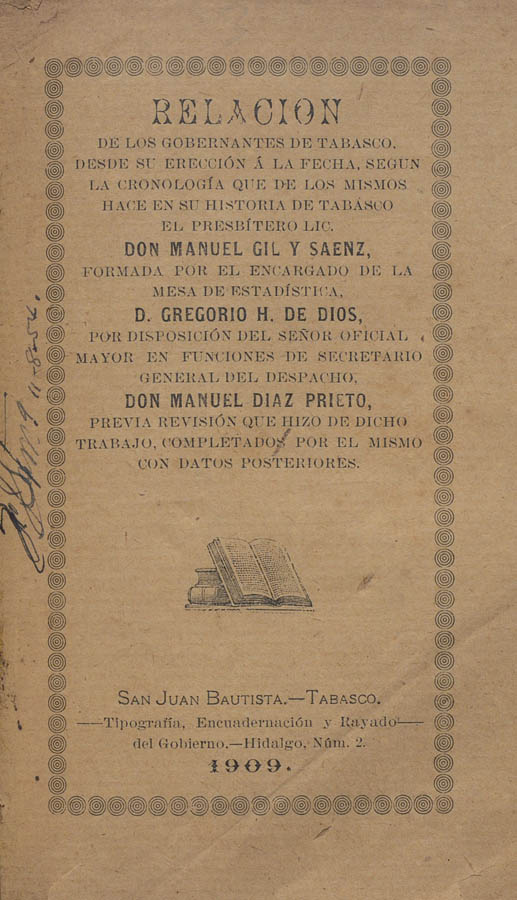 RELACION
DE LOS GOBERNANTES DE TABASCO,
DESDE SU ERECCIÓN Á LA FECHA, SEGUN
LA CRONOLOGÍA QUE DE LOS MISMOS
HACE EN SU HISTORIA DE TABASCO
EL PRESBÍTERO LIC.
DON MANUEL GIL Y SAENZ,
FORMADA POR EL ENCARGADO DE LA
MESA DE ESTADÍSTICA,
D. GREGORIO H. DE DIOS,
POR DISPOSICIÓN DEL SEÑOR OFICIAL
MAYOR EN FUNCIONES DE SECRETARIO
GENERAL DEL DESPACHO,
DON MANUEL DIAZ PRIETO,
PREVIA REVISIÓN QUE HIZO DE DICHO
TRABAJO, COMPLETADOS POR EL MISMO
CON DATOS POSTERIORES.
SAN JUAN BAUTISTA.—TABASCO.
—Tipografía, Encuadernación y Rayado—
del Gobierno.—Hidalgo, Núm. 2.
1909.
11-8-54.